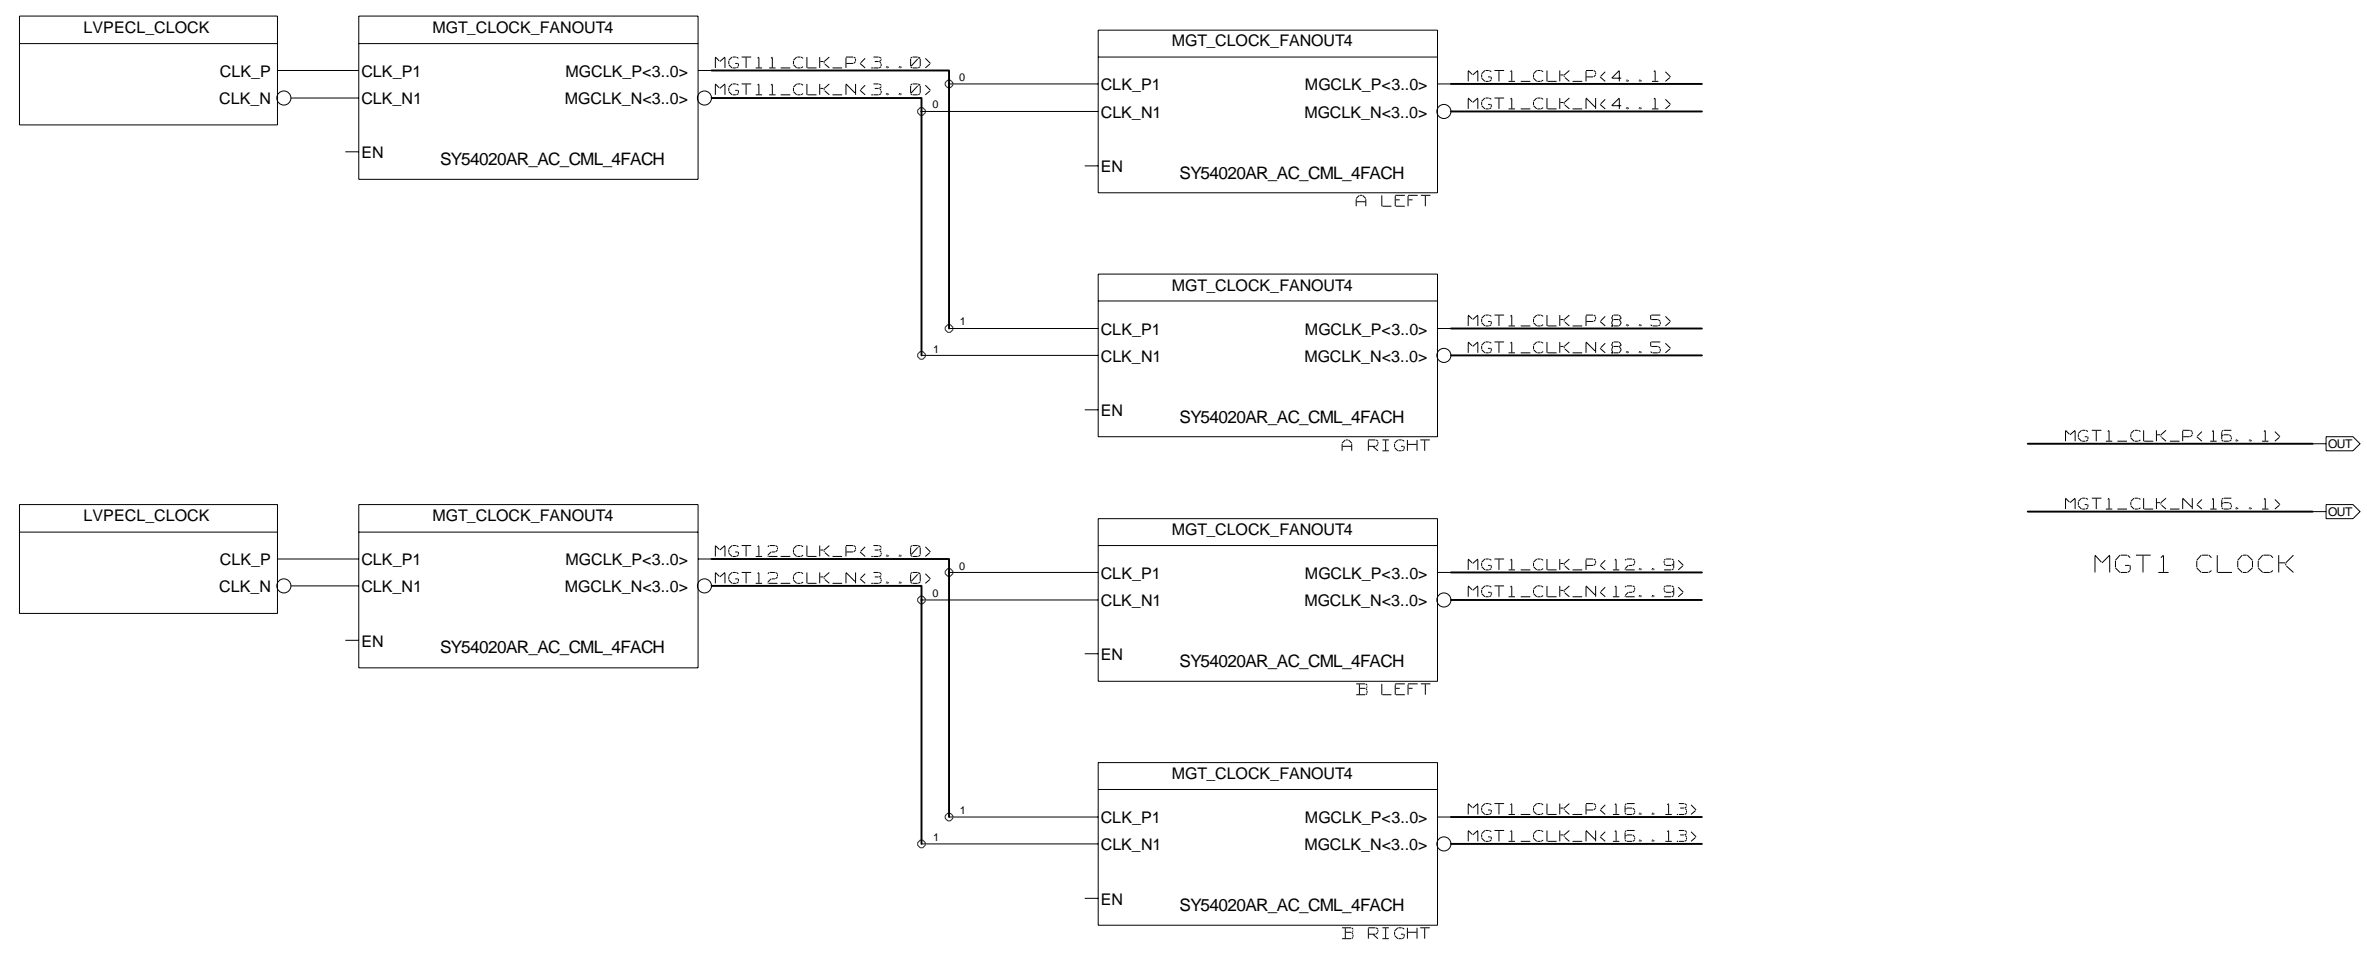 LVPECL_CLOCK
CLK_P
CLK_N
MGT_CLOCK_FANOUT4
CLK_P1
MGCLK_P<3..0>
CLK_N1
MGCLK_N<3..0>
EN
SY54020AR_AC_CML_4FACH
MGT11_CLK_P<3..0>
MGT11_CLK_N<3..0>
0
0
1
1
MGT_CLOCK_FANOUT4
CLK_P1
MGCLK_P<3..0>
CLK_N1
MGCLK_N<3..0>
EN
SY54020AR_AC_CML_4FACH
A LEFT
MGT1_CLK_P<4..1>
MGT1_CLK_N<4..1>
MGT_CLOCK_FANOUT4
CLK_P1
MGCLK_P<3..0>
CLK_N1
MGCLK_N<3..0>
EN
SY54020AR_AC_CML_4FACH
A RIGHT
MGT1_CLK_P<8..5>
MGT1_CLK_N<8..5>
MGT1_CLK_P<16..1>
OUT
MGT1_CLK_N<16..1>
OUT
MGT1 CLOCK
LVPECL_CLOCK
CLK_P
CLK_N
MGT_CLOCK_FANOUT4
CLK_P1
MGCLK_P<3..0>
CLK_N1
MGCLK_N<3..0>
EN
SY54020AR_AC_CML_4FACH
MGT12_CLK_P<3..0>
MGT12_CLK_N<3..0>
0
0
1
1
MGT_CLOCK_FANOUT4
CLK_P1
MGCLK_P<3..0>
CLK_N1
MGCLK_N<3..0>
EN
SY54020AR_AC_CML_4FACH
B LEFT
MGT1_CLK_P<12..9>
MGT1_CLK_N<12..9>
MGT_CLOCK_FANOUT4
CLK_P1
MGCLK_P<3..0>
CLK_N1
MGCLK_N<3..0>
EN
SY54020AR_AC_CML_4FACH
B RIGHT
MGT1_CLK_P<16..13>
MGT1_CLK_N<16..13>